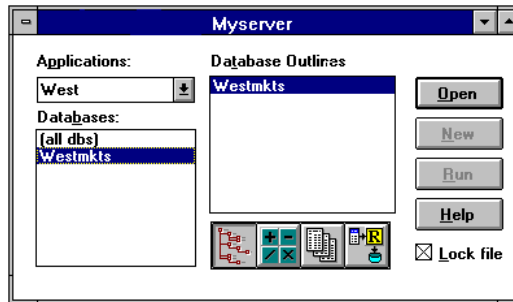 Myserver
Applications:
West
Databases:
(all dbs)
Westmkts
Database Outlines
Westmkts
Open
New
Run
Help
Lock file
R